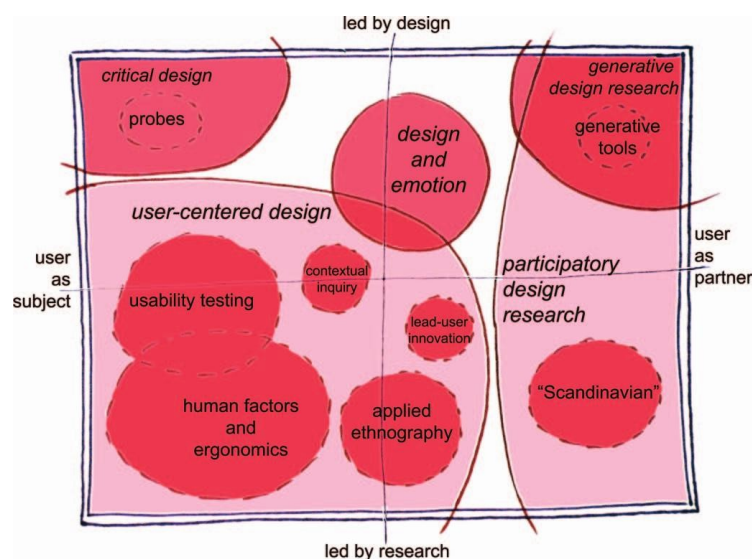 led by design
critical design
probes
design
and
emotion
generative
design research
generative
tools
user-centered design
user
as
subject
usability testing
contextual
inquiry
lead-user
innovation
participatory
design
research
user
as
partner
human factors
and
ergonomics
applied
ethnography
“Scandinavian”
led by research